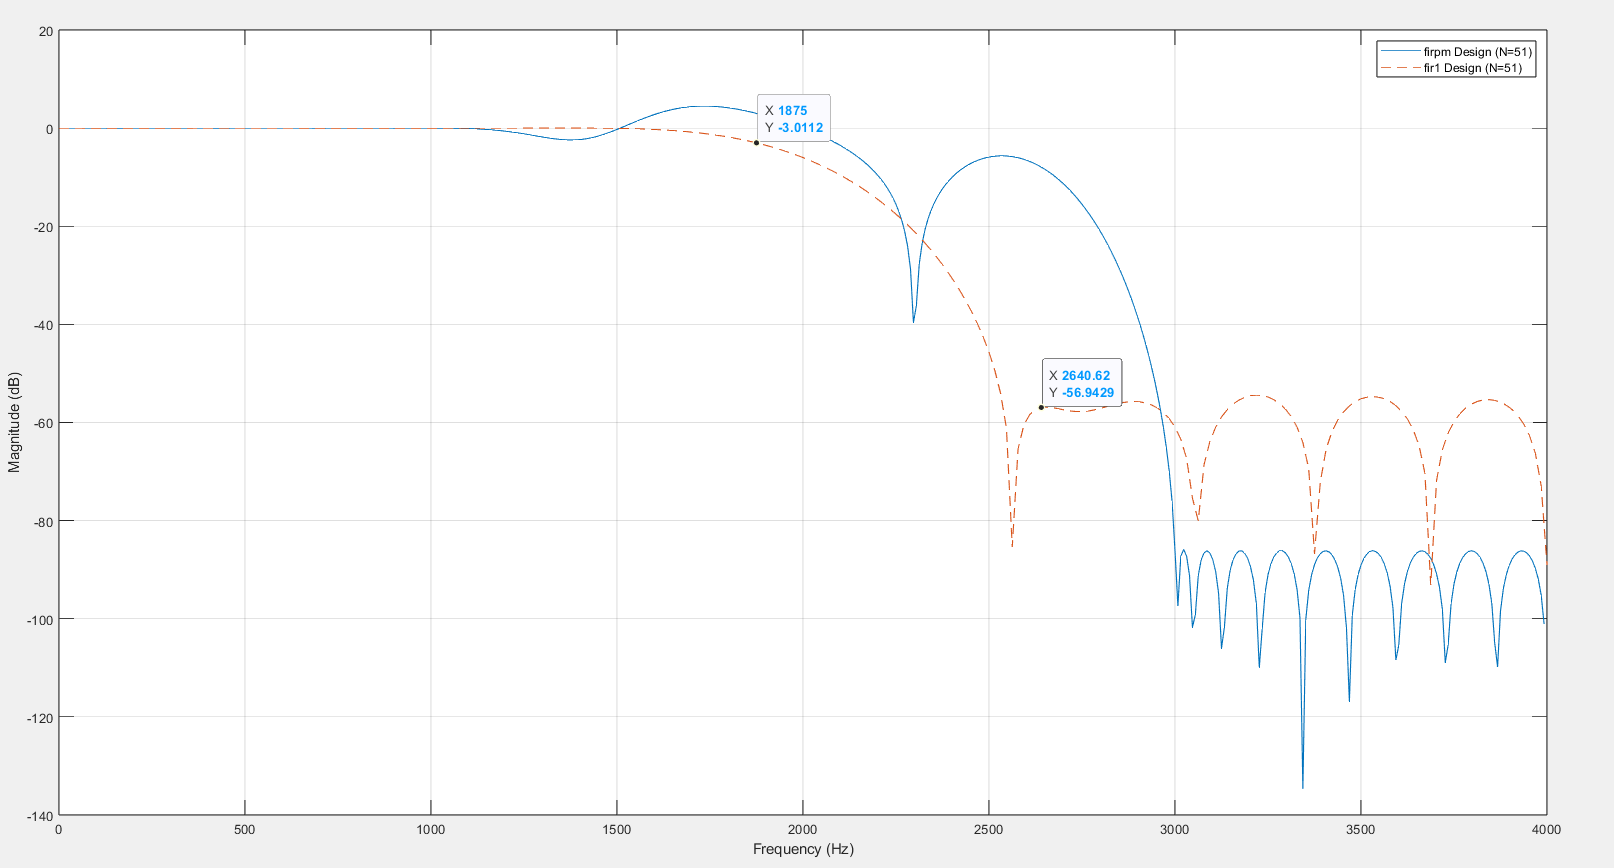 20
0
-20
-40
-60
-80
-100
-120
-140
0
500
1000
1500
2000
2500
3000
3500
4000
Magnitude (dB)
Frequency (Hz)
firpm Design (N=51)
fir1 Design (N=51)
X 1875
Y -3.0112
X 2640.62
Y -56.9429